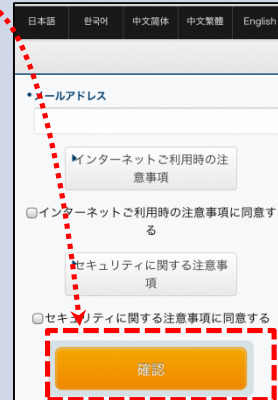 日本語 한국어 中文简体 中文繁體 English
・メールアドレス
インターネットご利用時の注
意事項
インターネットご利用時の注意事項に同意す
る
セキュリティに関する注意事
項
セキュリティに関する注意事項に同意する
確認